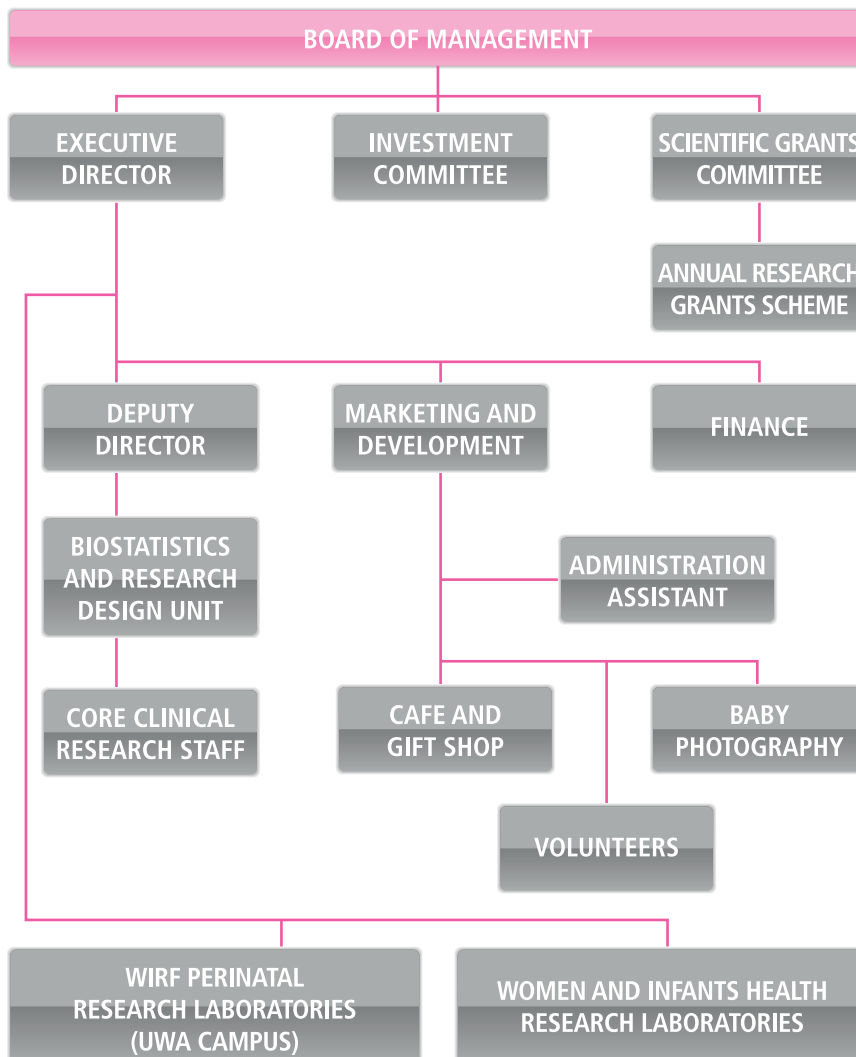 BOARD OF MANAGEMENT
EXECUTIVE
DIRECTOR
INVESTMENT
COMMITTEE
SCIENTIFIC GRANTS
COMMITTEE
ANNUAL RESEARCH
GRANTS SCHEME
DEPUTY
DIRECTOR
MARKETING AND
DEVELOPMENT
FINANCE
BIOSTATISTICS
AND RESEARCH
DESIGN UNIT
ADMINISTRATION
ASSISTANT
CORE CLINICAL
RESEARCH STAFF
CAFE AND
GIFT SHOP
BABY
PHOTOGRAPHY
VOLUNTEERS
WIRF PERINATAL
RESEARCH LABORATORIES
(UWA CAMPUS)
WOMEN AND INFANTS HEALTH
RESEARCH LABORATORIES